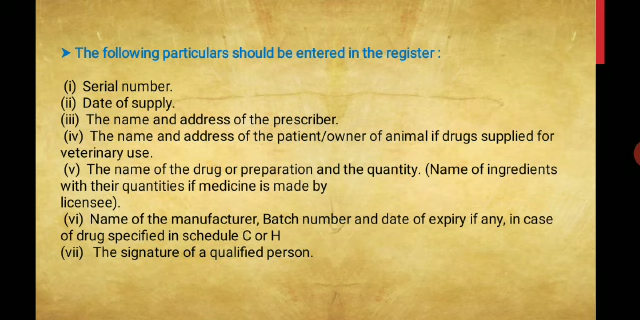 ➤ The following particulars should be entered in the register :
(i) Serial number.
(ii) Date of supply.
(iii) The name and address of the prescriber.
(iv) The name and address of the patient/owner of animal if drugs supplied for
veterinary use.
(v) The name of the drug or preparation and the quantity. (Name of ingredients
with their quantities if medicine is made by
licensee).
(vi) Name of the manufacturer, Batch number and date of expiry if any, in case
of drug specified in schedule C or H
(vii) The signature of a qualified person.